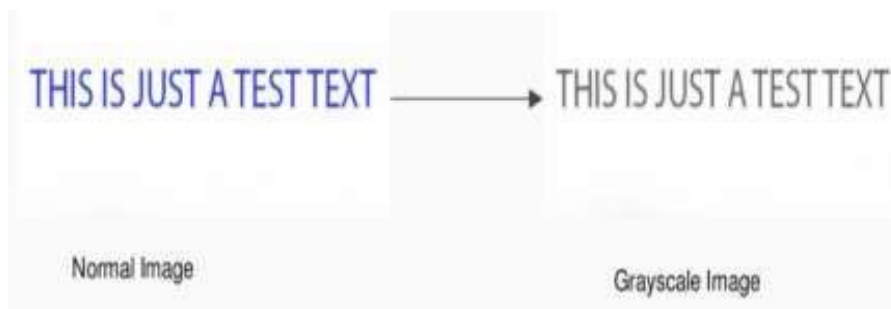 THIS IS JUST A TEST TEXT
THIS IS JUST A TEST TEXT
Normal Image
Grayscale Image